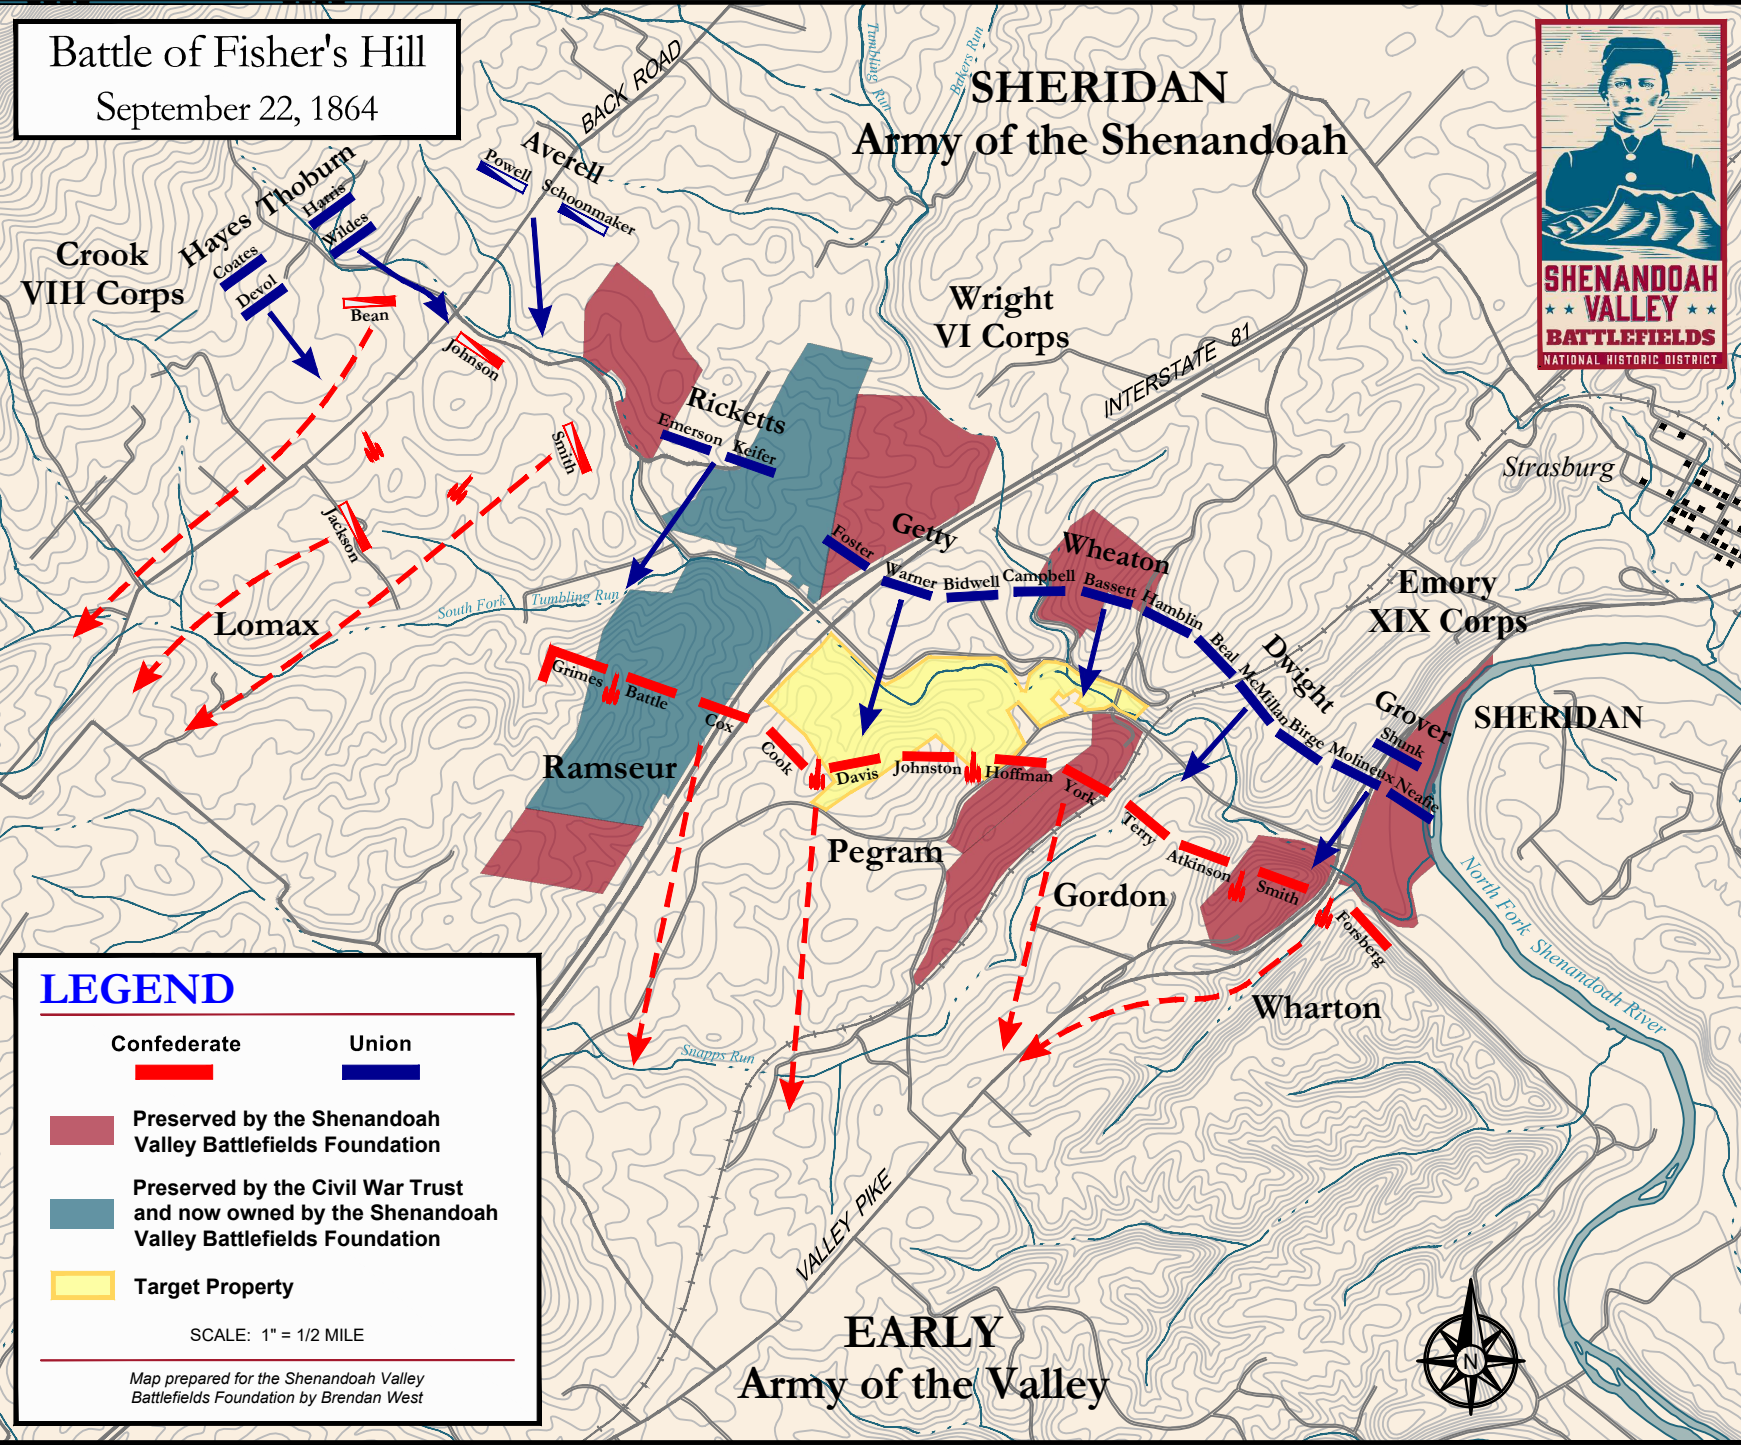 Battle of Fisher's Hill
September 22, 1864
BACK ROAD
Tumbling Run
Bakers Run
SHERIDAN
Army of the Shenandoah
SHENANDOAH
VALLEY
BATTLEFIELDS
NATIONAL HISTORIC DISTRICT
Averell
Powell
Schoonmaker
Thoburn
Harris
Wildes
Hayes
Coates
Devol
Crook
VIII Corps
Bean
Johnson
Smith
Jackson
Lomax
Wright
VI Corps
INTERSTATE 81
Ricketts
Emerson
Keifer
Strasburg
Getty
Foster
Warner
Bidwell
Campbell
Wheaton
Bassett
Hamblin
Emory
XIX Corps
Dwight
Beal
McMillan
Grover
Birge
Molineux
Shunk
Neafie
SHERIDAN
South Fork Tumbling Run
Grimes
Battle
Cox
Cook
Ramseur
Davis
Johnston
Hoffman
York
Pegram
Terry
Atkinson
Smith
Gordon
Forsberg
Wharton
North Fork Shenandoah River
Snapps Run
VALLEY PIKE
EARLY
Army of the Valley
N
LEGEND
Confederate
Union
Preserved by the Shenandoah
Valley Battlefields Foundation
Preserved by the Civil War Trust
and now owned by the Shenandoah
Valley Battlefields Foundation
Target Property
SCALE: 1" = 1/2 MILE
Map prepared for the Shenandoah Valley
Battlefields Foundation by Brendan West